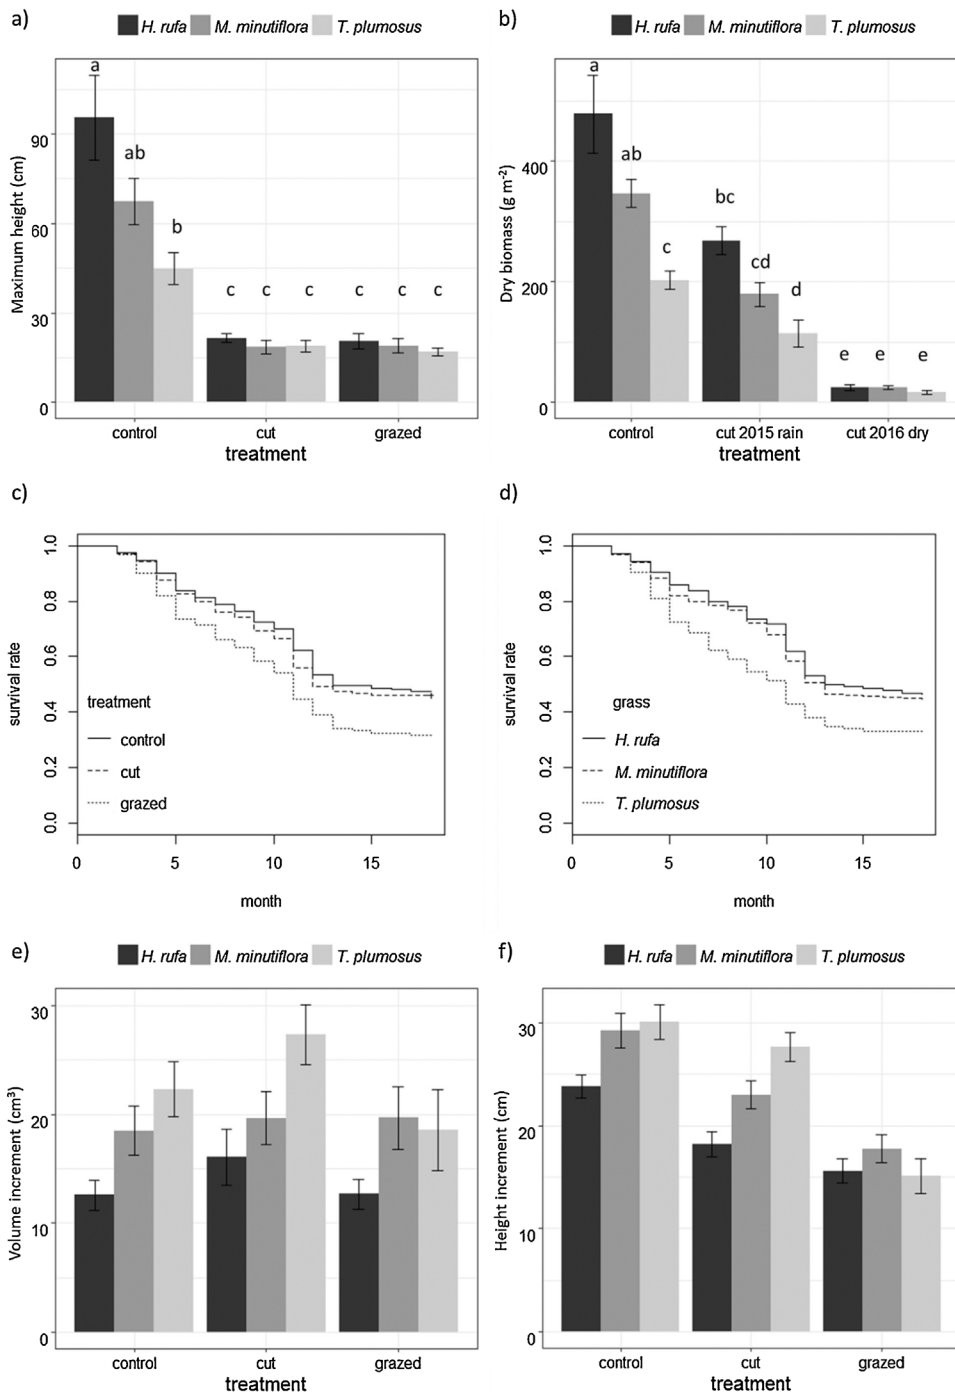 a)
H. rufa M. minutiflora T. plumosus
Maximum height (cm)
90
60
30
0
a
ab
b
c c c
c c c
control cut grazed
treatment
b)
H. rufa M. minutiflora T. plumosus
Dry biomass (g m-2)
400
200
0
a
ab
c
bc
cd
d
e e e
control cut 2015 rain cut 2016 dry
treatment
c)
survival rate
1.0
0.8
0.6
0.4
0.2
0.0
treatment
control
cut
grazed
0 5 10 15
month
d)
survival rate
1.0
0.8
0.6
0.4
0.2
0.0
grass
H. rufa
M. minutiflora
T. plumosus
0 5 10 15
month
e)
H. rufa M. minutiflora T. plumosus
Volume increment (cm³)
30
20
10
0
control cut grazed
treatment
f)
H. rufa M. minutiflora T. plumosus
Height increment (cm)
30
20
10
0
control cut grazed
treatment